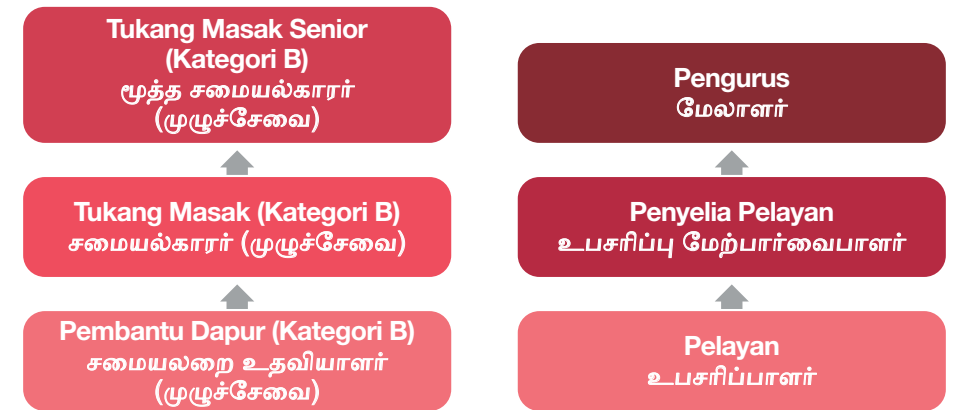 Tukang Masak Senior
(Kategori B)
மூத்த சமையல்காரர்
(முழுச்சேவை)
Tukang Masak (Kategori B)
சமையல்காரர் (முழுச்சேவை)
Pembantu Dapur (Kategori B)
சமையலறை உதவியாளர்
(முழுச்சேவை)
Pengurus
மேலாளர்
Penyelia Pelayan
உபசரிப்பு மேற்பார்வைபாளர்
Pelayan
உபசரிப்பாளர்